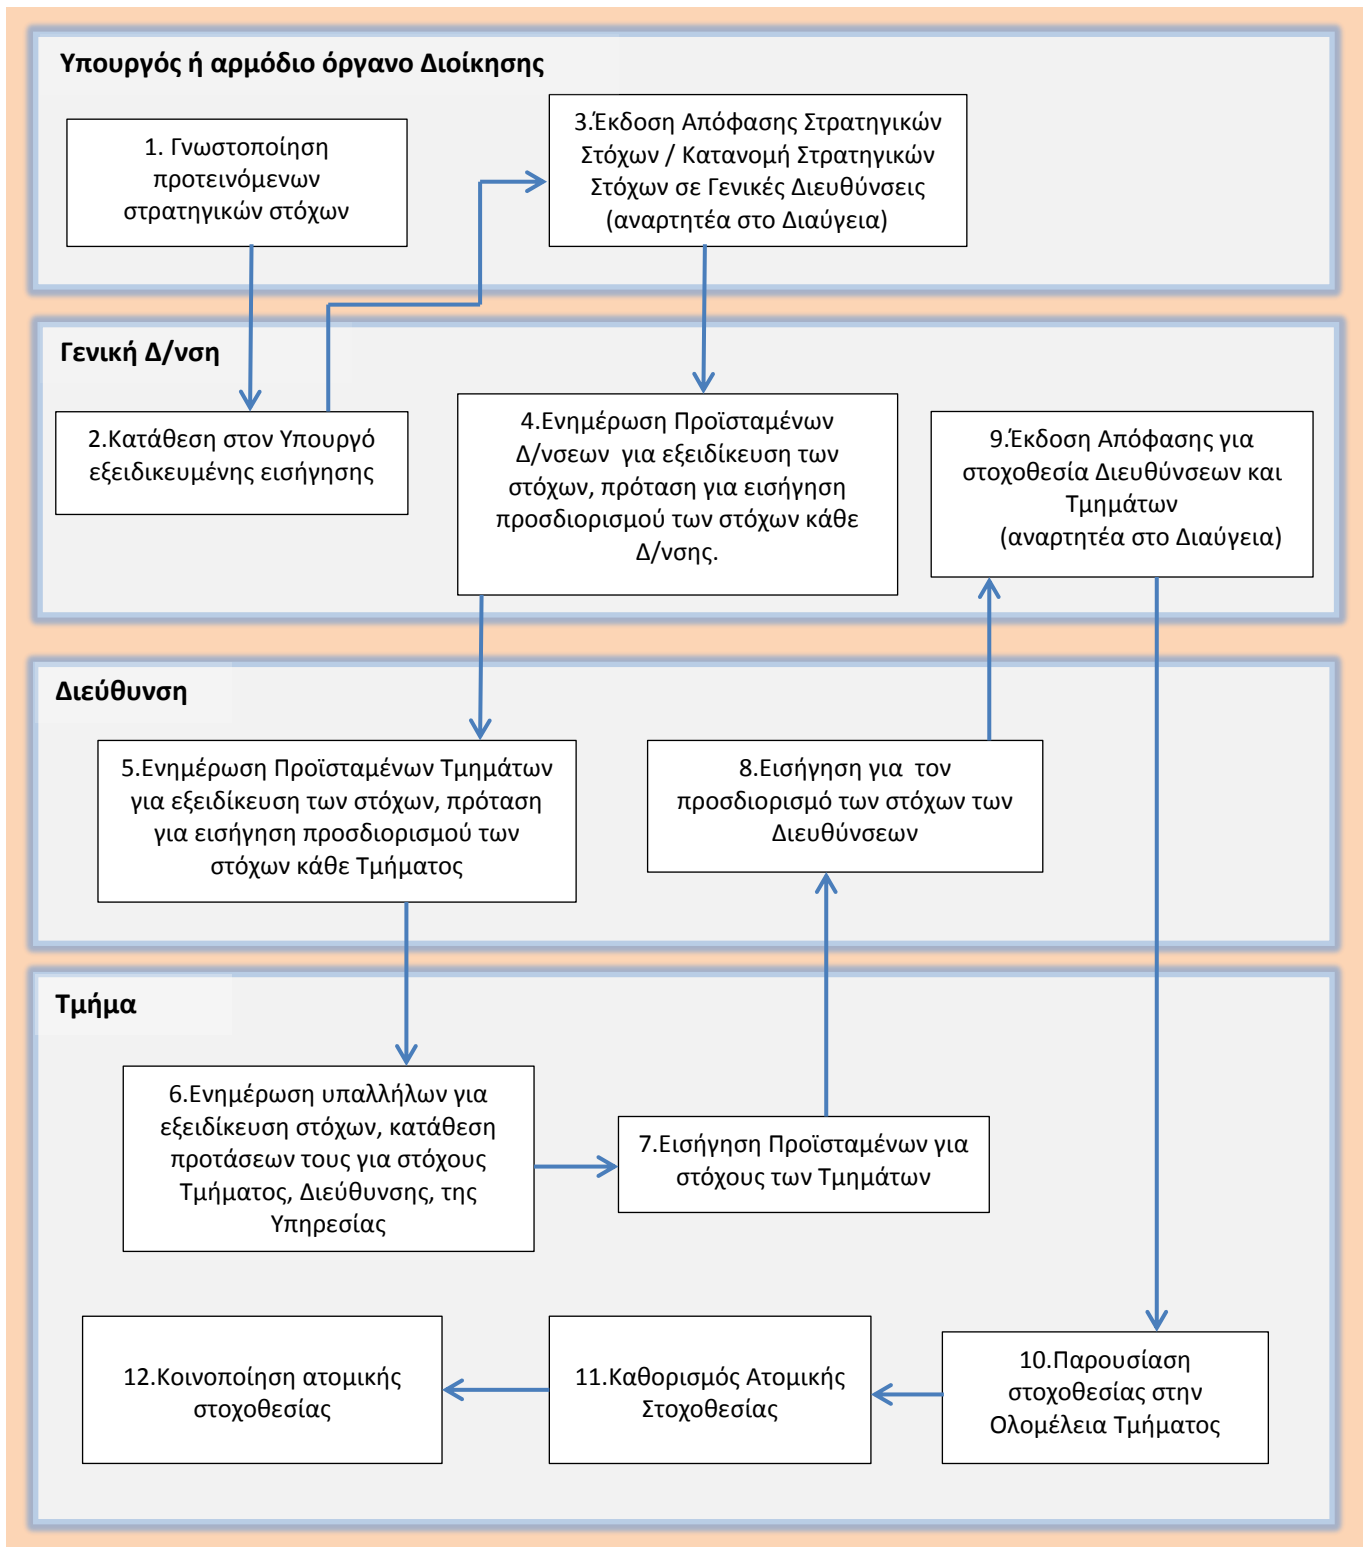 Υπουργός ή αρμόδιο όργανο Διοίκησης
1. Γνωστοποίηση
προτεινόμενων
στρατηγικών στόχων
3.Έκδοση Απόφασης Στρατηγικών
Στόχων / Κατανομή Στρατηγικών
Στόχων σε Γενικές Διευθύνσεις
(αναρτητέα στο Διαύγεια)
Γενική Δ/νση
2.Κατάθεση στον Υπουργό
εξειδικευμένης εισήγησης
4.Ενημέρωση Προϊσταμένων
Δ/νσεων για εξειδίκευση των
στόχων, πρόταση για εισήγηση
προσδιορισμού των στόχων κάθε
Δ/νσης.
9.Έκδοση Απόφασης για
στοχοθεσία Διευθύνσεων και
Τμημάτων
(αναρτητέα στο Διαύγεια)
Διεύθυνση
5.Ενημέρωση Προϊσταμένων Τμημάτων
για εξειδίκευση των στόχων, πρόταση
για εισήγηση προσδιορισμού των
στόχων κάθε Τμήματος
8.Εισήγηση για τον
προσδιορισμό των στόχων των
Διευθύνσεων
Τμήμα
6.Ενημέρωση υπαλλήλων για
εξειδίκευση στόχων, κατάθεση
προτάσεων τους για στόχους
Τμήματος, Διεύθυνσης, της
Υπηρεσίας
7.Εισήγηση Προϊσταμένων για
στόχους των Τμημάτων
12.Κοινοποίηση ατομικής
στοχοθεσίας
11.Καθορισμός Ατομικής
Στοχοθεσίας
10.Παρουσίαση
στοχοθεσίας στην
Ολομέλεια Τμήματος